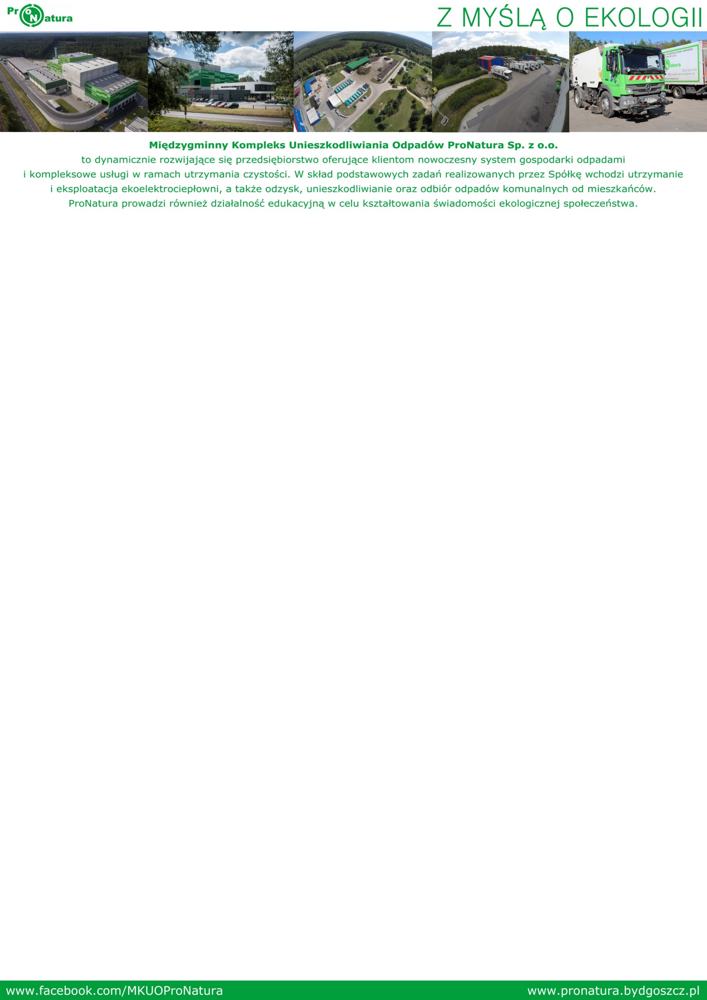 ProNatura
Z MYŚLĄ O EKOLOGII
Natura
Międzygminny Kompleks Unieszkodliwiania Odpadów ProNatura Sp. z o.o.
to dynamicznie rozwijające się przedsiębiorstwo oferujące klientom nowoczesny system gospodarki odpadami
i kompleksowe usługi w ramach utrzymania czystości. W skład podstawowych zadań realizowanych przez Spółkę wchodzi utrzymanie
i eksploatacja ekoelektrociepłowni, a także odzysk, unieszkodliwianie oraz odbiór odpadów komunalnych od mieszkańców.
ProNatura prowadzi również działalność edukacyjną w celu kształtowania świadomości ekologicznej społeczeństwa.
www.facebook.com/MKUOProNatura
www.pronatura.bydgoszcz.pl